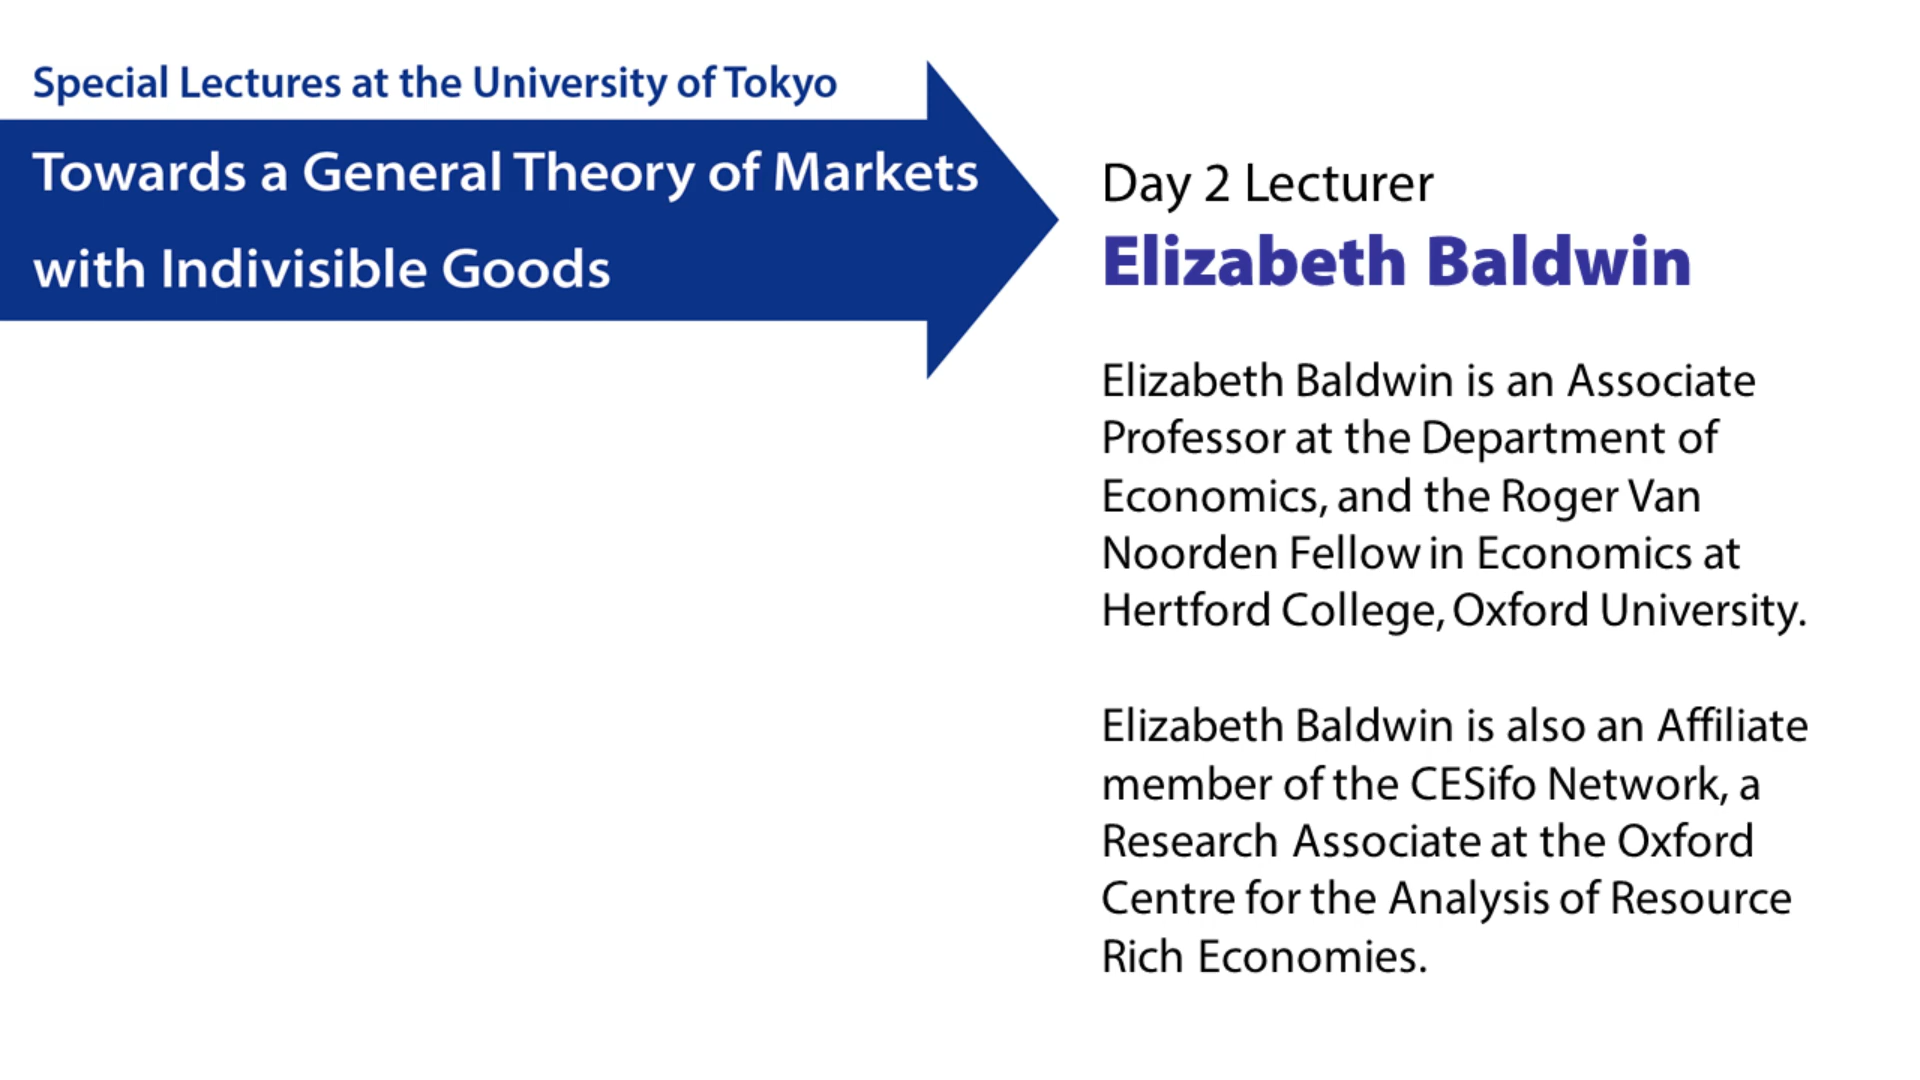 Special Lectures at the University of Tokyo
Towards a General Theory of Markets
with Indivisible Goods
Day 2 Lecturer
Elizabeth Baldwin
Elizabeth Baldwin is an Associate
Professor at the Department of
Economics, and the Roger Van
Noorden Fellow in Economics at
Hertford College, Oxford University.
Elizabeth Baldwin is also an Affiliate
member of the CESifo Network, a
Research Associate at the Oxford
Centre for the Analysis of Resource
Rich Economies.